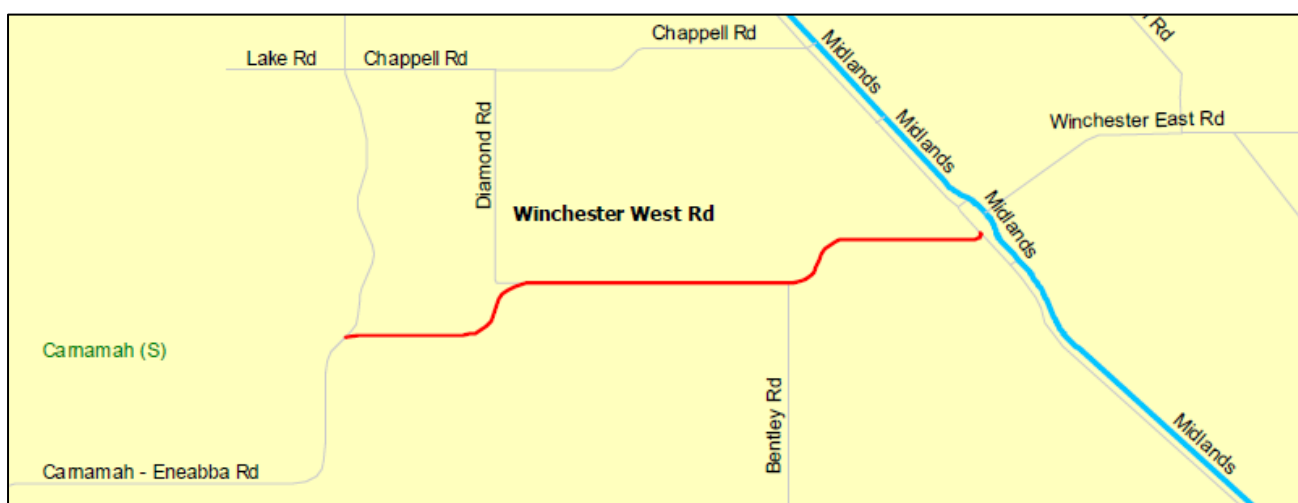 Chappell Rd
Lake Rd
Chappell Rd
Midlands
Rd
Midlands
Winchester East Rd
Diamond Rd
Winchester West Rd
Midlands
Carnamah (S)
Bentley Rd
Midlands
Carnamah - Eneabba Rd